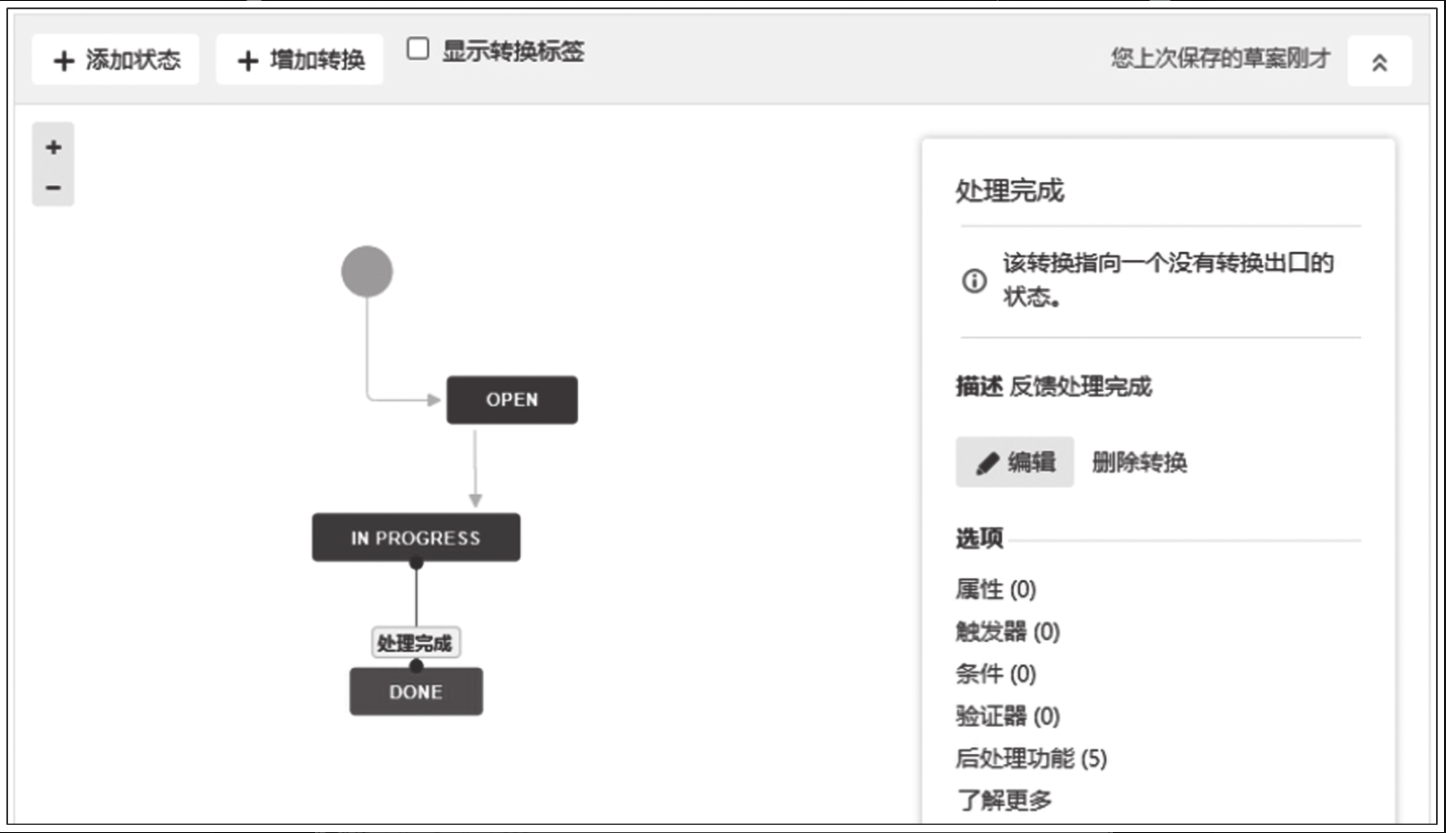 添加状态 增加转换 显示转换标签 您上次保存的草案刚才
OPEN
IN PROGRESS
处理完成
DONE
处理完成
该转换指向一个没有转换出口的
状态。
描述 反馈处理完成
编辑 删除转换
选项
属性 (0)
触发器 (0)
条件 (0)
验证器 (0)
后处理功能 (5)
了解更多